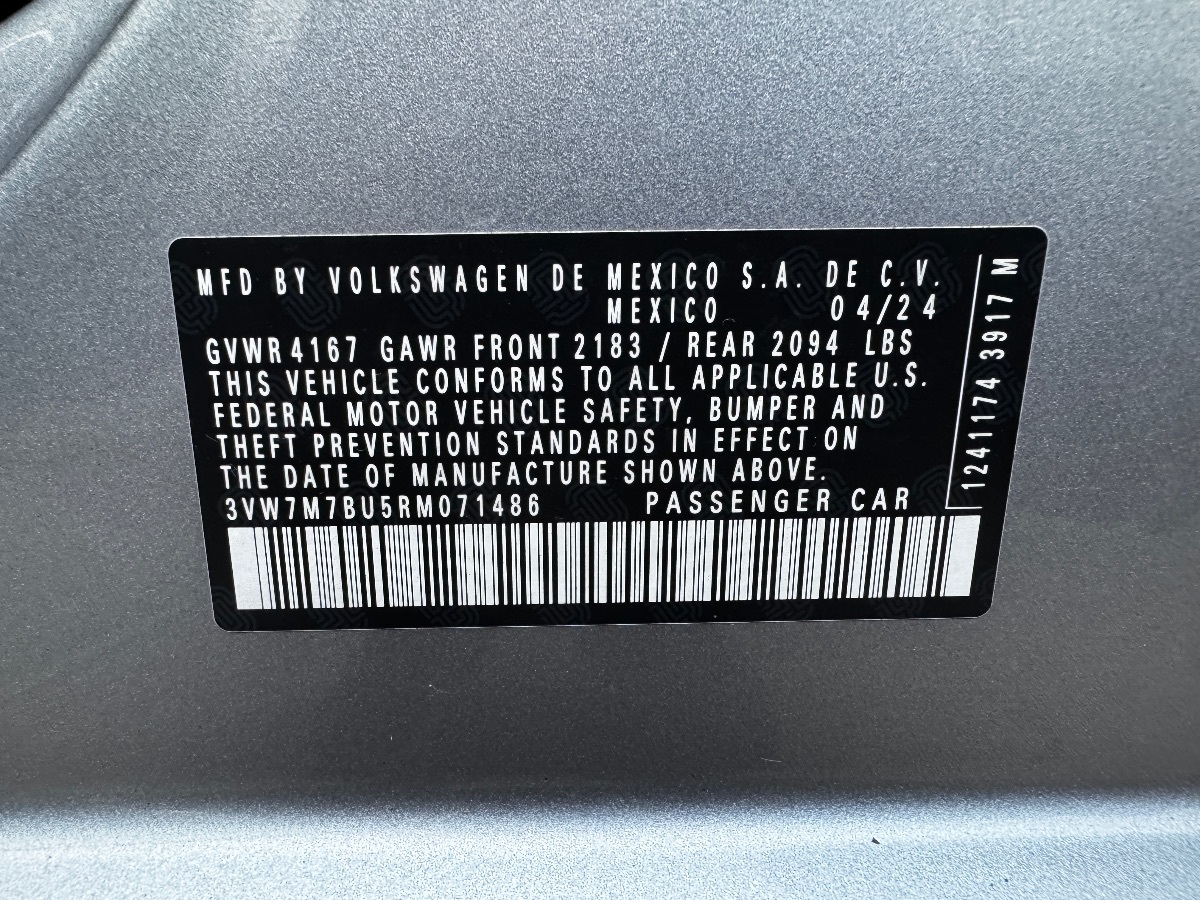 MFD BY VOLKSWAGEN DE MEXICO S.A. DE C.V.
MEXICO 04/24
GVWR 4167 GAWR FRONT 2183 / REAR 2094 LBS
THIS VEHICLE CONFORMS TO ALL APPLICABLE U.S.
FEDERAL MOTOR VEHICLE SAFETY, BUMPER AND
THEFT PREVENTION STANDARDS IN EFFECT ON
THE DATE OF MANUFACTURE SHOWN ABOVE.
3VW7M7BU5RM071486 PASSENGER CAR
1241174 3917 M